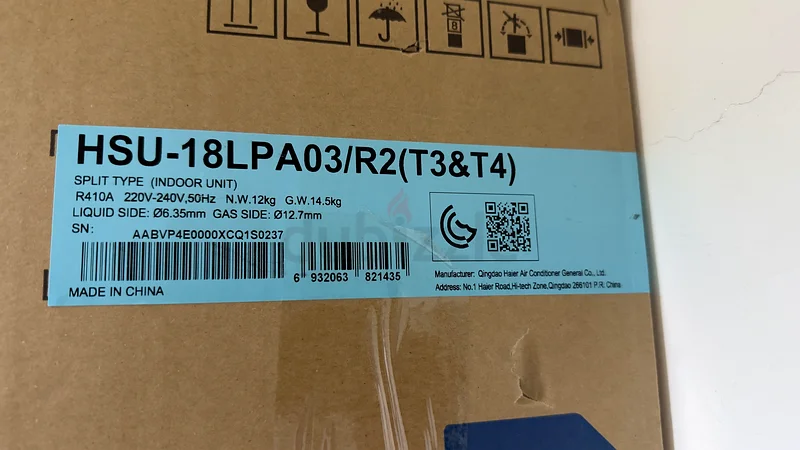 8
HSU-18LPA03/R2(T3&T4)
SPLIT TYPE (INDOOR UNIT)
R410A 220V-240V,50Hz N.W.12kg G.W.14.5kg
LIQUID SIDE: Ø6.35mm GAS SIDE: Ø12.7mm
SN: AABVP4E0000XCQ1S0237
6 932063 821435
MADE IN CHINA
Manufacturer: Qingdao Haier Air Conditioner General Co., Ltd.
Address: No.1 Haier Road,Hi-tech Zone,Qingdao 266101 P.R. China
dubizzle